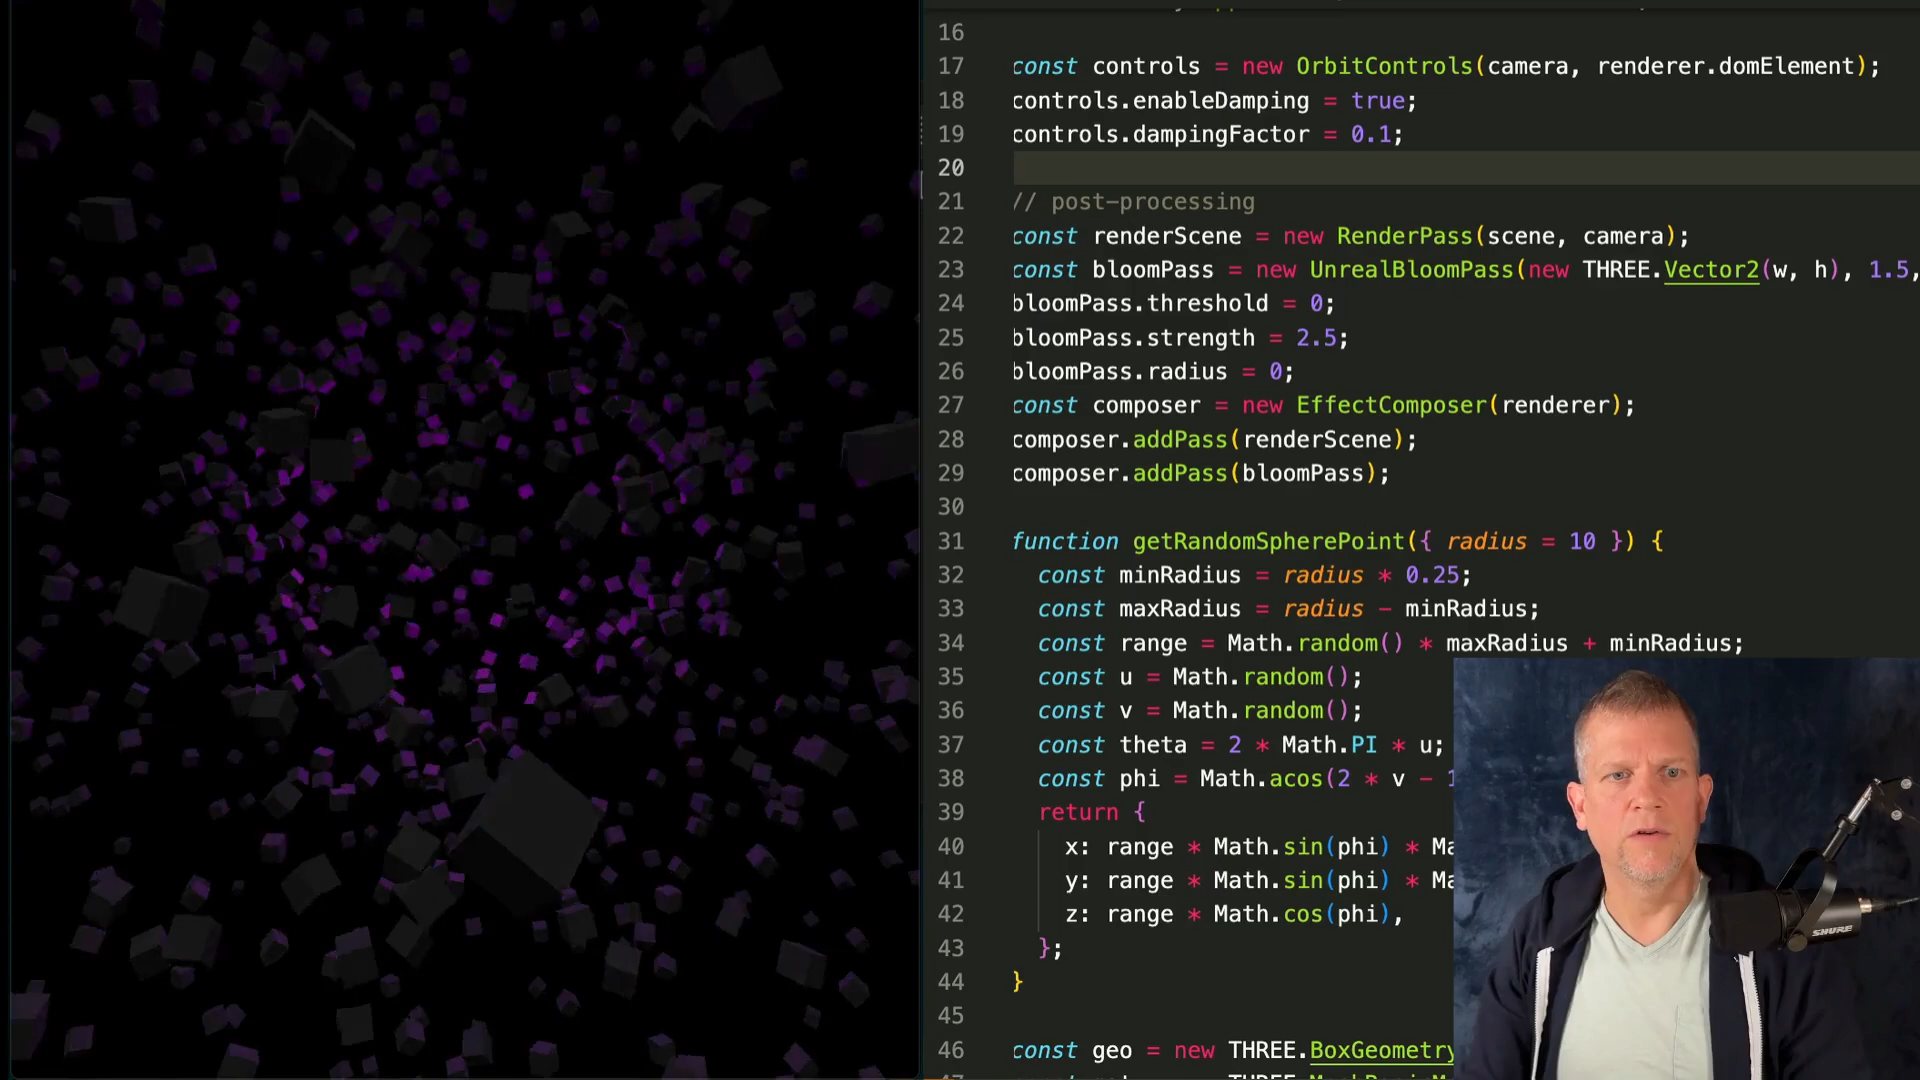 16
17 const controls = new OrbitControls(camera, renderer.domElement);
18 controls.enableDamping = true;
19 controls.dampingFactor = 0.1;
20
21 // post-processing
22 const renderScene = new RenderPass(scene, camera);
23 const bloomPass = new UnrealBloomPass(new THREE.Vector2(w, h), 1.5,
24 bloomPass.threshold = 0;
25 bloomPass.strength = 2.5;
26 bloomPass.radius = 0;
27 const composer = new EffectComposer(renderer);
28 composer.addPass(renderScene);
29 composer.addPass(bloomPass);
30
31 function getRandomSpherePoint({ radius = 10 }) {
32 const minRadius = radius * 0.25;
33 const maxRadius = radius - minRadius;
34 const range = Math.random() * maxRadius + minRadius;
35 const u = Math.random();
36 const v = Math.random();
37 const theta = 2 * Math.PI * u;
38 const phi = Math.acos(2 * v -
39 return {
40 x: range * Math.sin(phi) * Ma
41 y: range * Math.sin(phi) * Ma
42 z: range * Math.cos(phi),
43 };
44 }
45
46 const geo = new THREE.BoxGeometry
SHURE